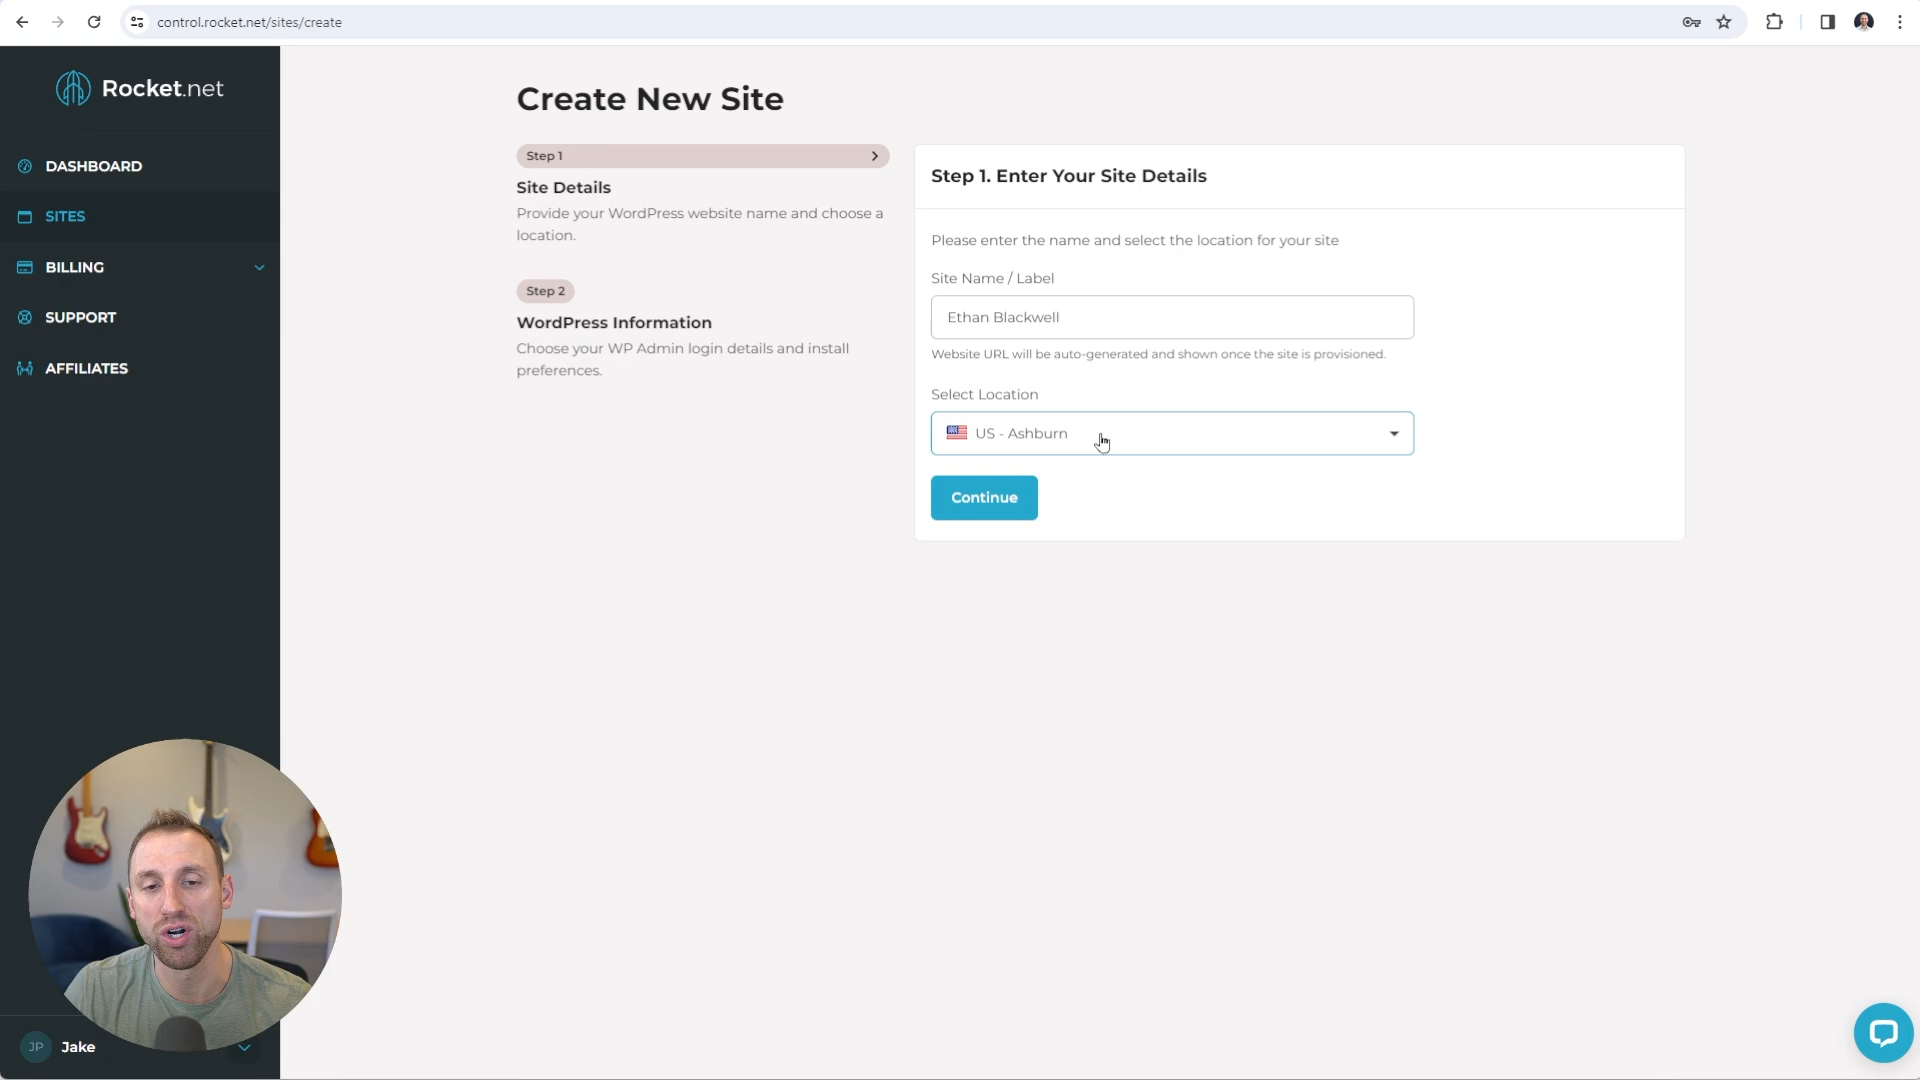 control.rocket.net/sites/create
Rocket.net
DASHBOARD
SITES
BILLING
SUPPORT
AFFILIATES
JP
Jake
Create New Site
Step 1
Site Details
Provide your WordPress website name and choose a
location.
Step 2
WordPress Information
Choose your WP Admin login details and install
preferences.
Step 1. Enter Your Site Details
Please enter the name and select the location for your site
Site Name / Label
Ethan Blackwell
Website URL will be auto-generated and shown once the site is provisioned.
Select Location
US - Ashburn
Continue